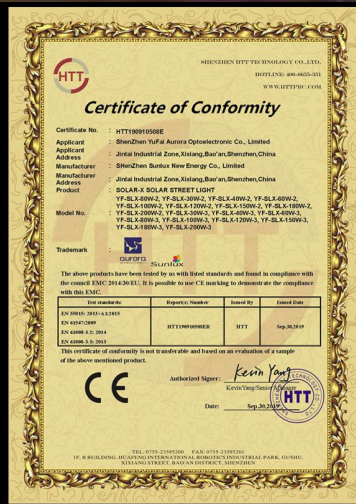 HTT
SHENZHEN HTT TECHNOLOGY CO.,LTD.
HOTLINE: 400-6655-351
WWW.HTTPRC.COM
Certificate of Conformity
Certificate No. : HTT190910508E
Applicant : ShenZhen YuFai Aurora Optoelectronic Co., Limited
Applicant Address : Jintai Industrial Zone,Xixiang,Bao'an,Shenzhen,China
Manufacturer : SHenZhen Sunlux New Energy Co., Limited
Manufacturer Address : Jintai Industrial Zone,Xixiang,Bao'an,Shenzhen,China
Product : SOLAR-X SOLAR STREET LIGHT
Model No. : YF-SLX-80W-2, YF-SLX-30W-2, YF-SLX-40W-2, YF-SLX-60W-2,
YF-SLX-100W-2, YF-SLX-120W-2, YF-SLX-150W-2, YF-SLX-180W-2,
YF-SLX-200W-2, YF-SLX-30W-3, YF-SLX-40W-3, YF-SLX-60W-3,
YF-SLX-80W-3, YF-SLX-100W-3, YF-SLX-120W-3, YF-SLX-150W-3,
YF-SLX-180W-3, YF-SLX-200W-3
Trademark : aurora Sunlux
The above products have been tested by us with listed standards and found in compliance with
the council EMC 2014/30/EU. It is possible to use CE marking to demonstrate the compliance
with this EMC.
Test standards: Report(s) Number Issued By Issued Date
EN 55015: 2013+A1:2015
EN 61547:2009
EN 61000-3-2: 2014
EN 61000-3-3: 2013
HTT190910508ER HTT Sep.30,2019
This certificate of conformity is not transferable and based on an evaluation of a sample
of the above mentioned product.
CE
Kevin Yang
Authorized Signer:
KevinYang/Senior Manager
HTT
Date: Sep.30,2019
TEL: 0755-23595200 FAX: 0755-23595201
1F, B BUILDING, HUAFENG INTERNATIONAL ROBOTICS INDUSTRIAL PARK, GUSHU,
XIXIANG STREET, BAO'AN DISTRICT, SHENZHEN